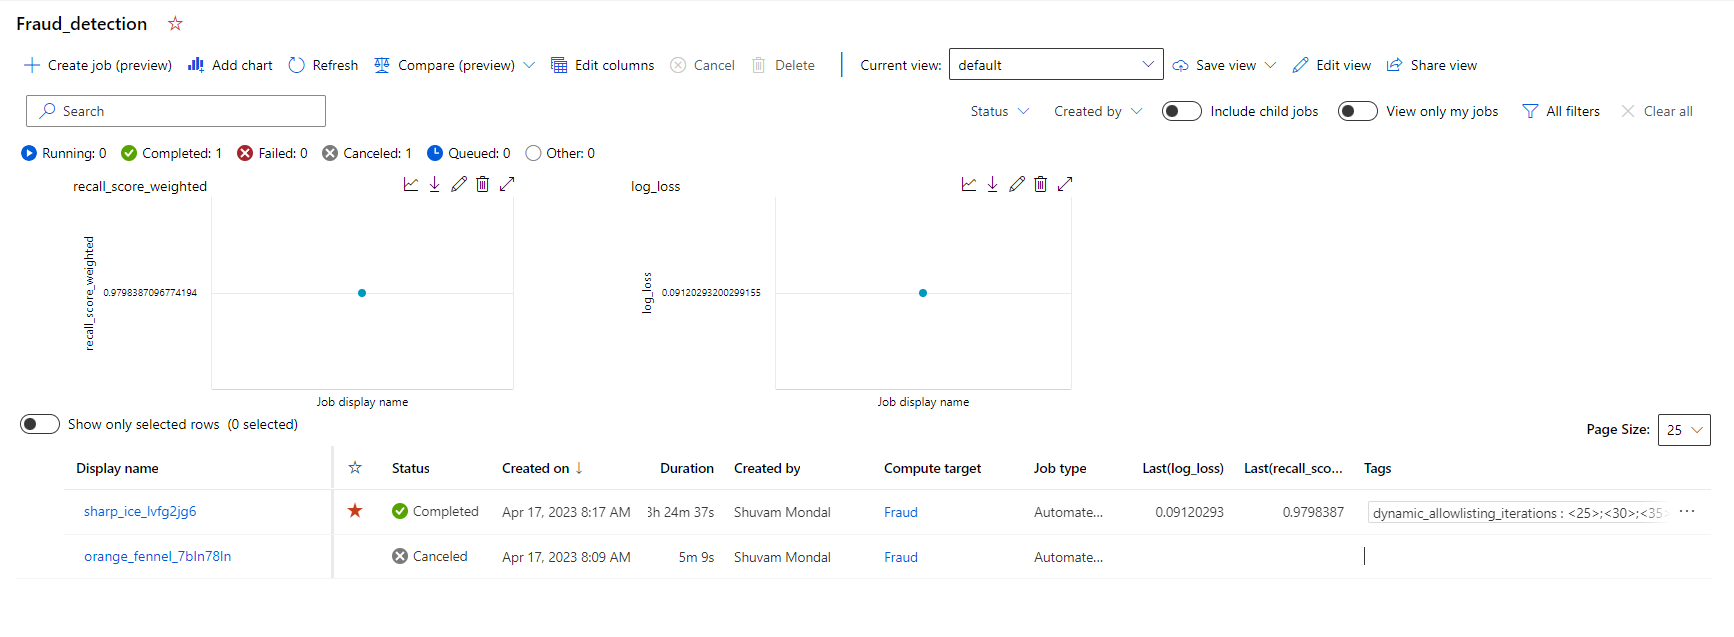 Fraud_detection
Create job (preview) Add chart Refresh Compare (preview) Edit columns Cancel Delete Current view: default Save view Edit view Share view
Search Status Created by Include child jobs View only my jobs All filters Clear all
Running: 0 Completed: 1 Failed: 0 Canceled: 1 Queued: 0 Other: 0
recall_score_weighted
recall_score_weighted
0.9798387096774194
Job display name
log_loss
log_loss
0.09120293200299155
Job display name
Show only selected rows (0 selected) Page Size: 25
Display name Status Created on Duration Created by Compute target Job type Last(log_loss) Last(recall_sco... Tags
sharp_ice_lvfg2jg6 Completed Apr 17, 2023 8:17 AM 3h 24m 37s Shuvam Mondal Fraud Automate... 0.09120293 0.9798387 dynamic_allowlisting_iterations : <25>;<30>;<35> ...
orange_fennel_7bln78ln Canceled Apr 17, 2023 8:09 AM 5m 9s Shuvam Mondal Fraud Automate...